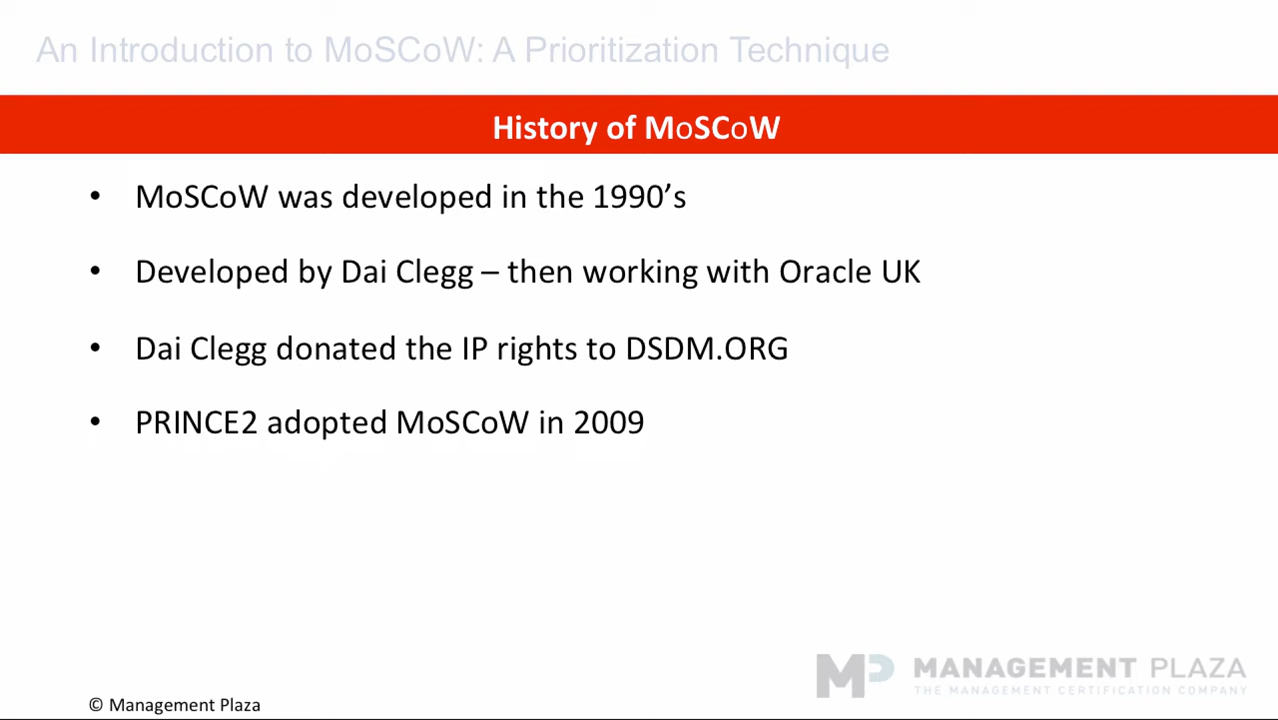 An Introduction to MoSCoW: A Prioritization Technique
History of MoSCoW
• MoSCoW was developed in the 1990’s
• Developed by Dai Clegg – then working with Oracle UK
• Dai Clegg donated the IP rights to DSDM.ORG
• PRINCE2 adopted MoSCoW in 2009
MP MANAGEMENT PLAZA
THE MANAGEMENT CERTIFICATION COMPANY
© Management Plaza